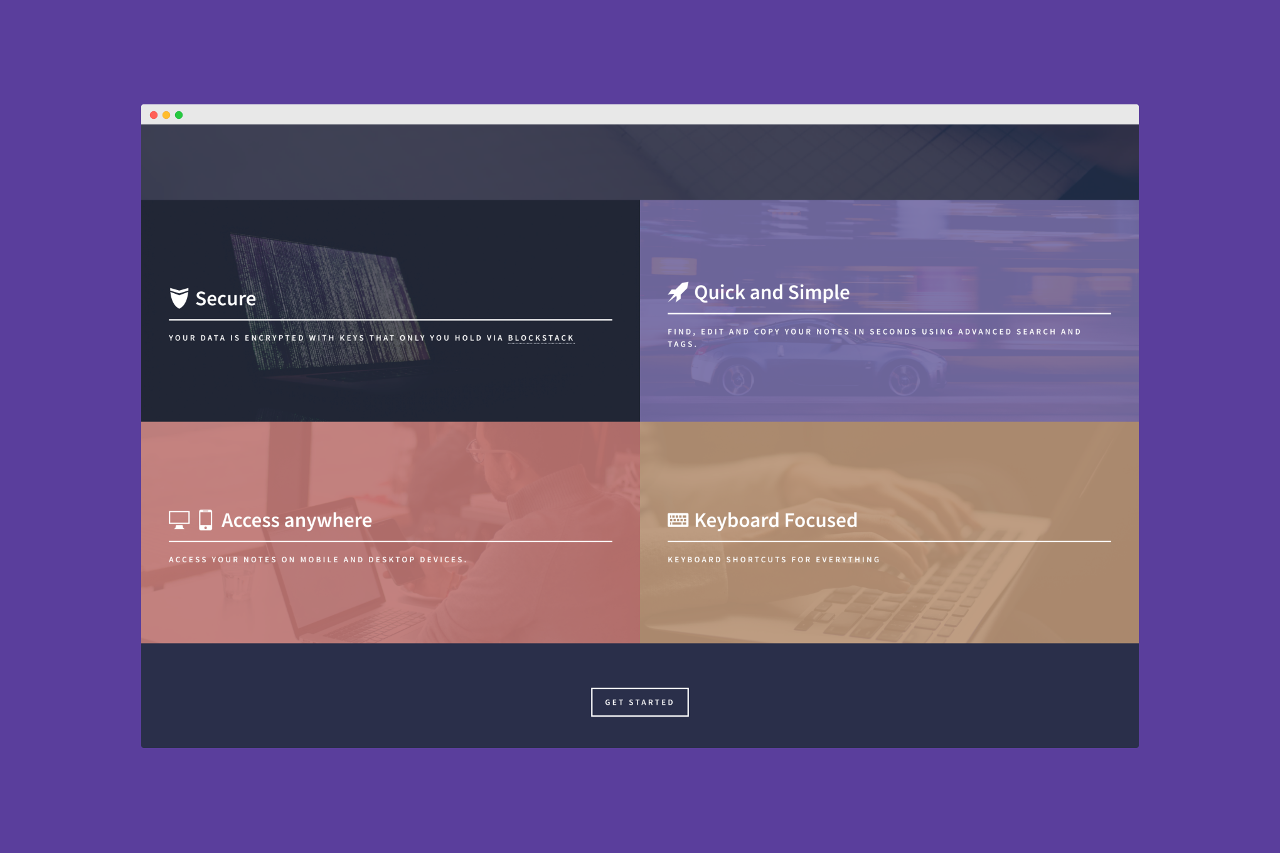 Secure
YOUR DATA IS ENCRYPTED WITH KEYS THAT ONLY YOU HOLD VIA BLOCKSTACK
Quick and Simple
FIND, EDIT AND COPY YOUR NOTES IN SECONDS USING ADVANCED SEARCH AND
TAGS.
Access anywhere
ACCESS YOUR NOTES ON MOBILE AND DESKTOP DEVICES.
Keyboard Focused
KEYBOARD SHORTCUTS FOR EVERYTHING
GET STARTED